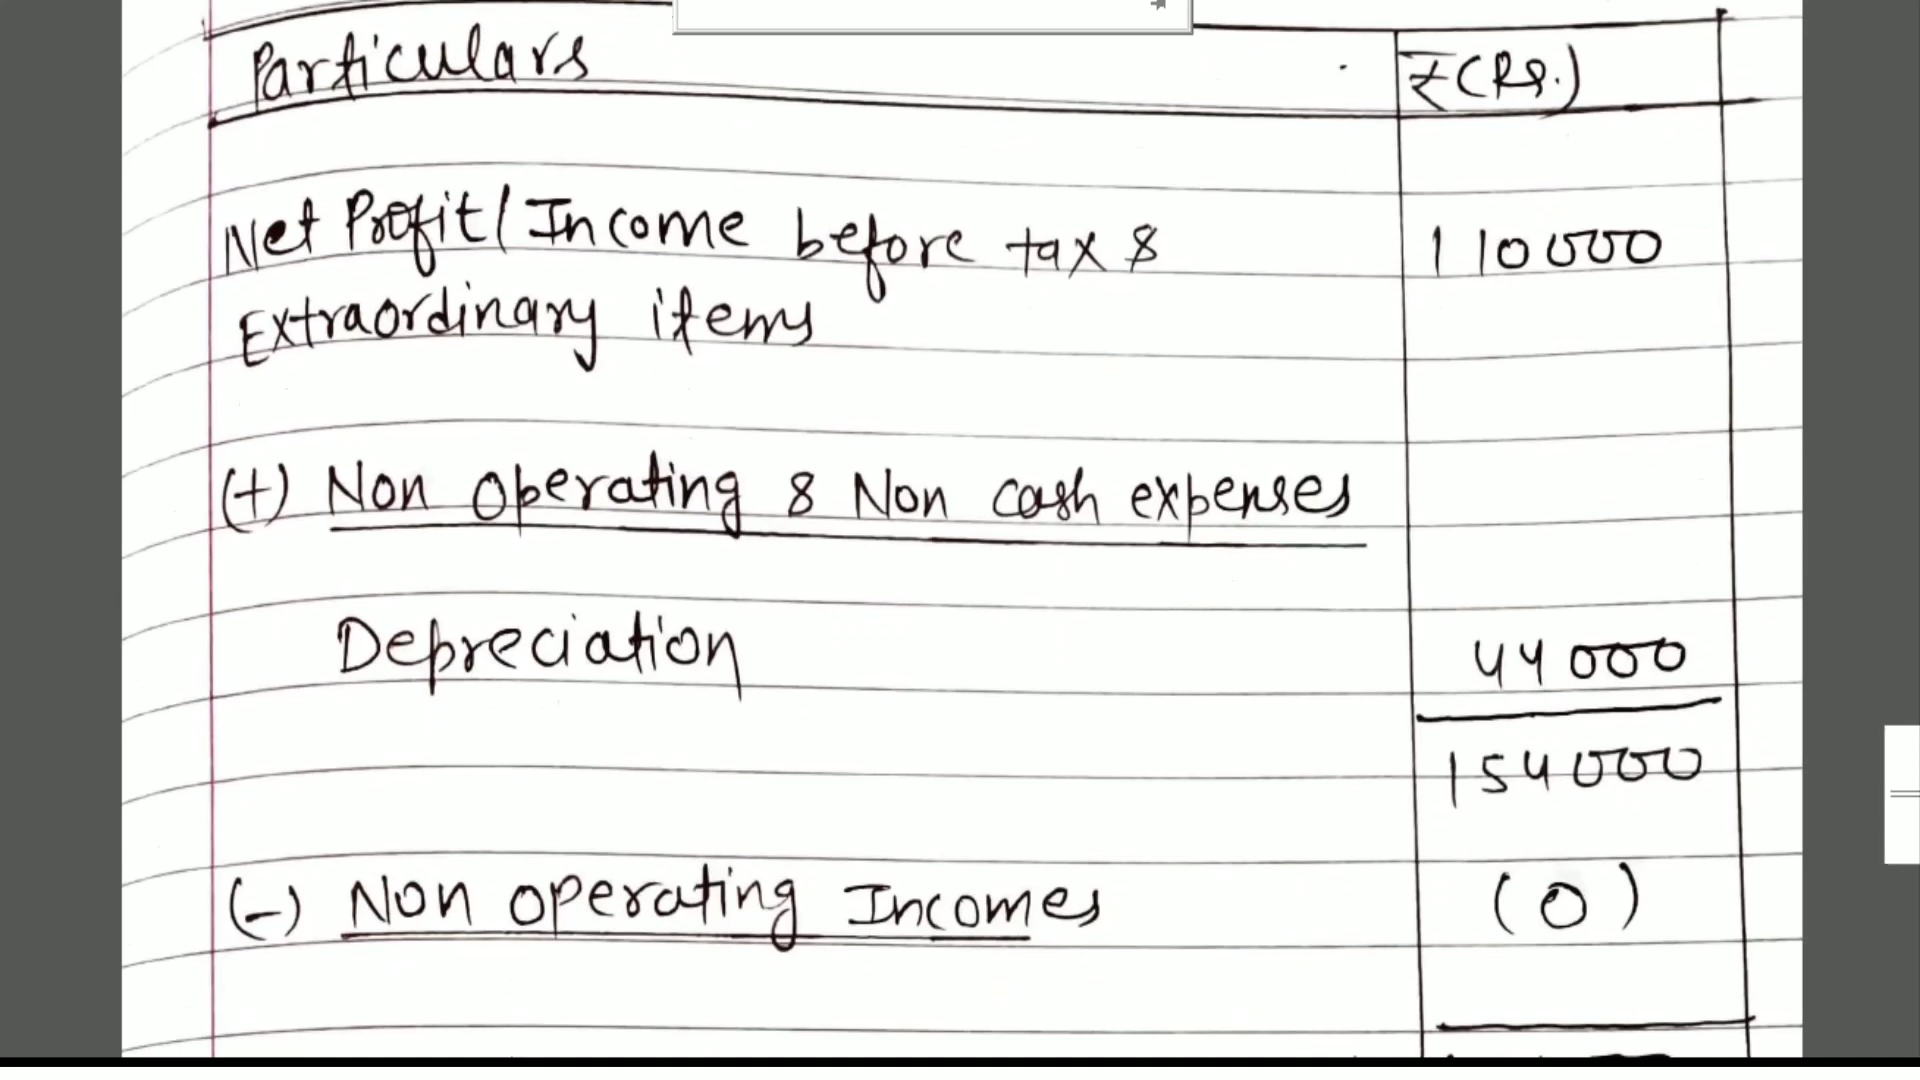 Particulars ₹(Rs.)
Net Profit/Income before tax & 110000
Extraordinary items
(+) Non Operating & Non cash expenses
Depreciation 44000
154000
(-) Non operating Incomes (0)